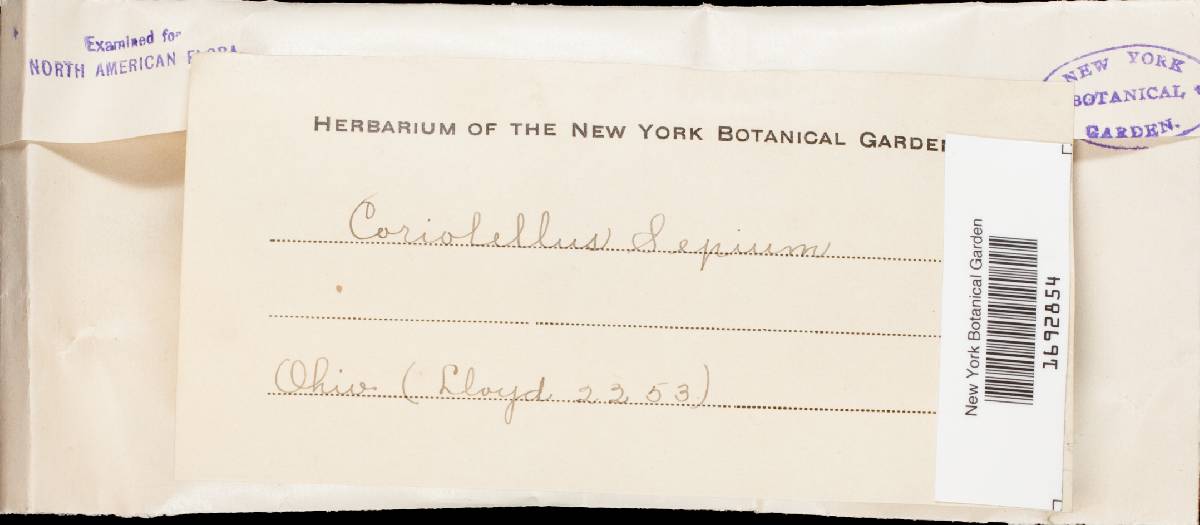 Examined for
NORTH AMERICAN FLORA
NEW YORK
BOTANICAL
GARDEN.
HERBARIUM OF THE NEW YORK BOTANICAL GARDEN
Coriolellus Sepium
Ohio (Lloyd 2253)
New York Botanical Garden
1692854